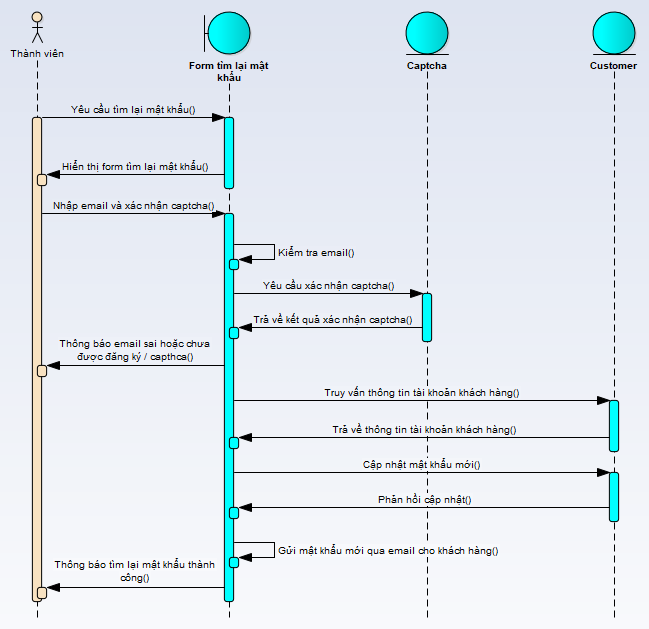 Thành viên
Form tìm lại mật
khẩu
Captcha
Customer
Yêu cầu tìm lại mật khẩu()
Hiển thị form tìm lại mật khẩu()
Nhập email và xác nhận captcha()
Kiểm tra email()
Yêu cầu xác nhận captcha()
Trả về kết quả xác nhận captcha()
Thông báo email sai hoặc chưa
được đăng ký / capthca()
Truy vấn thông tin tài khoản khách hàng()
Trả về thông tin tài khoản khách hàng()
Cập nhật mật khẩu mới()
Phản hồi cập nhật()
Gửi mật khẩu mới qua email cho khách hàng()
Thông báo tìm lại mật khẩu thành
công()